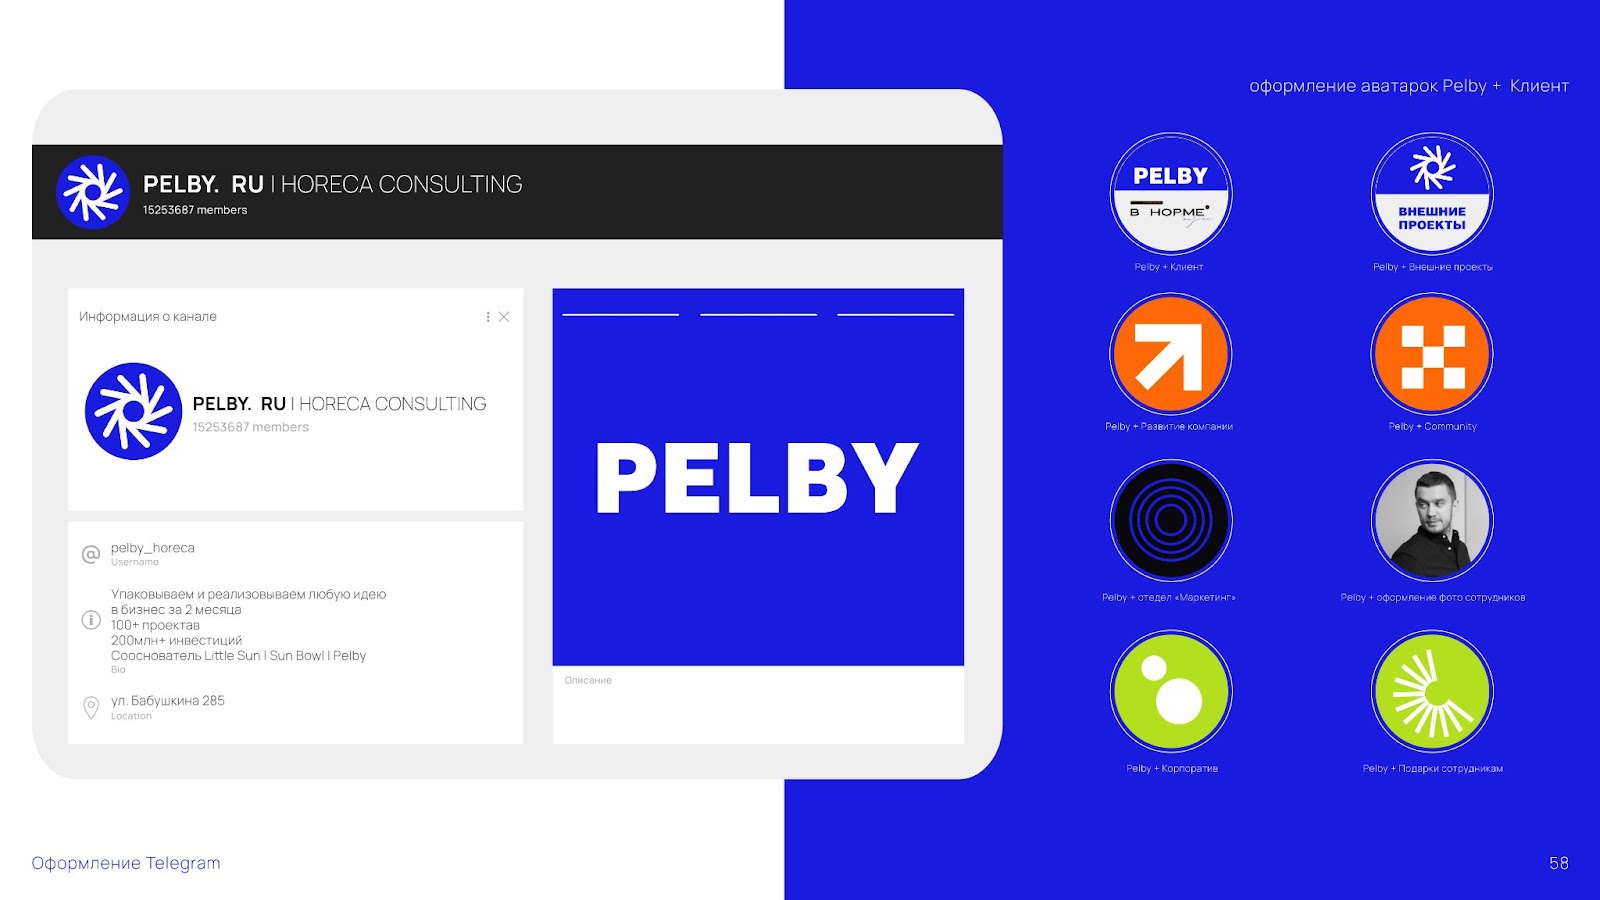 оформление аватарок Pelby + Клиент
PELBY. RU | HORECA CONSULTING
15253687 members
Информация о канале
PELBY. RU | HORECA CONSULTING
15253687 members
@ pelby_horeca
Username
Упаковываем и реализовываем любую идею
в бизнес за 2 месяца
100+ проектав
200млн+ инвестиций
Сооснователь Little Sun | Sun Bowl | Pelby
Bio
ул. Бабушкина 285
Location
PELBY
Описание
PELBY
В НОРМЕ
Pelby + Клиент
ВНЕШНИЕ
ПРОЕКТЫ
Pelby + Внешние проекты
Pelby + Развитие компании
Pelby + Community
Pelby + отедел «Маркетинг»
Pelby + оформление фото сотрудников
Pelby + Корпоратив
Pelby + Подарки сотрудникам
Оформление Telegram
58